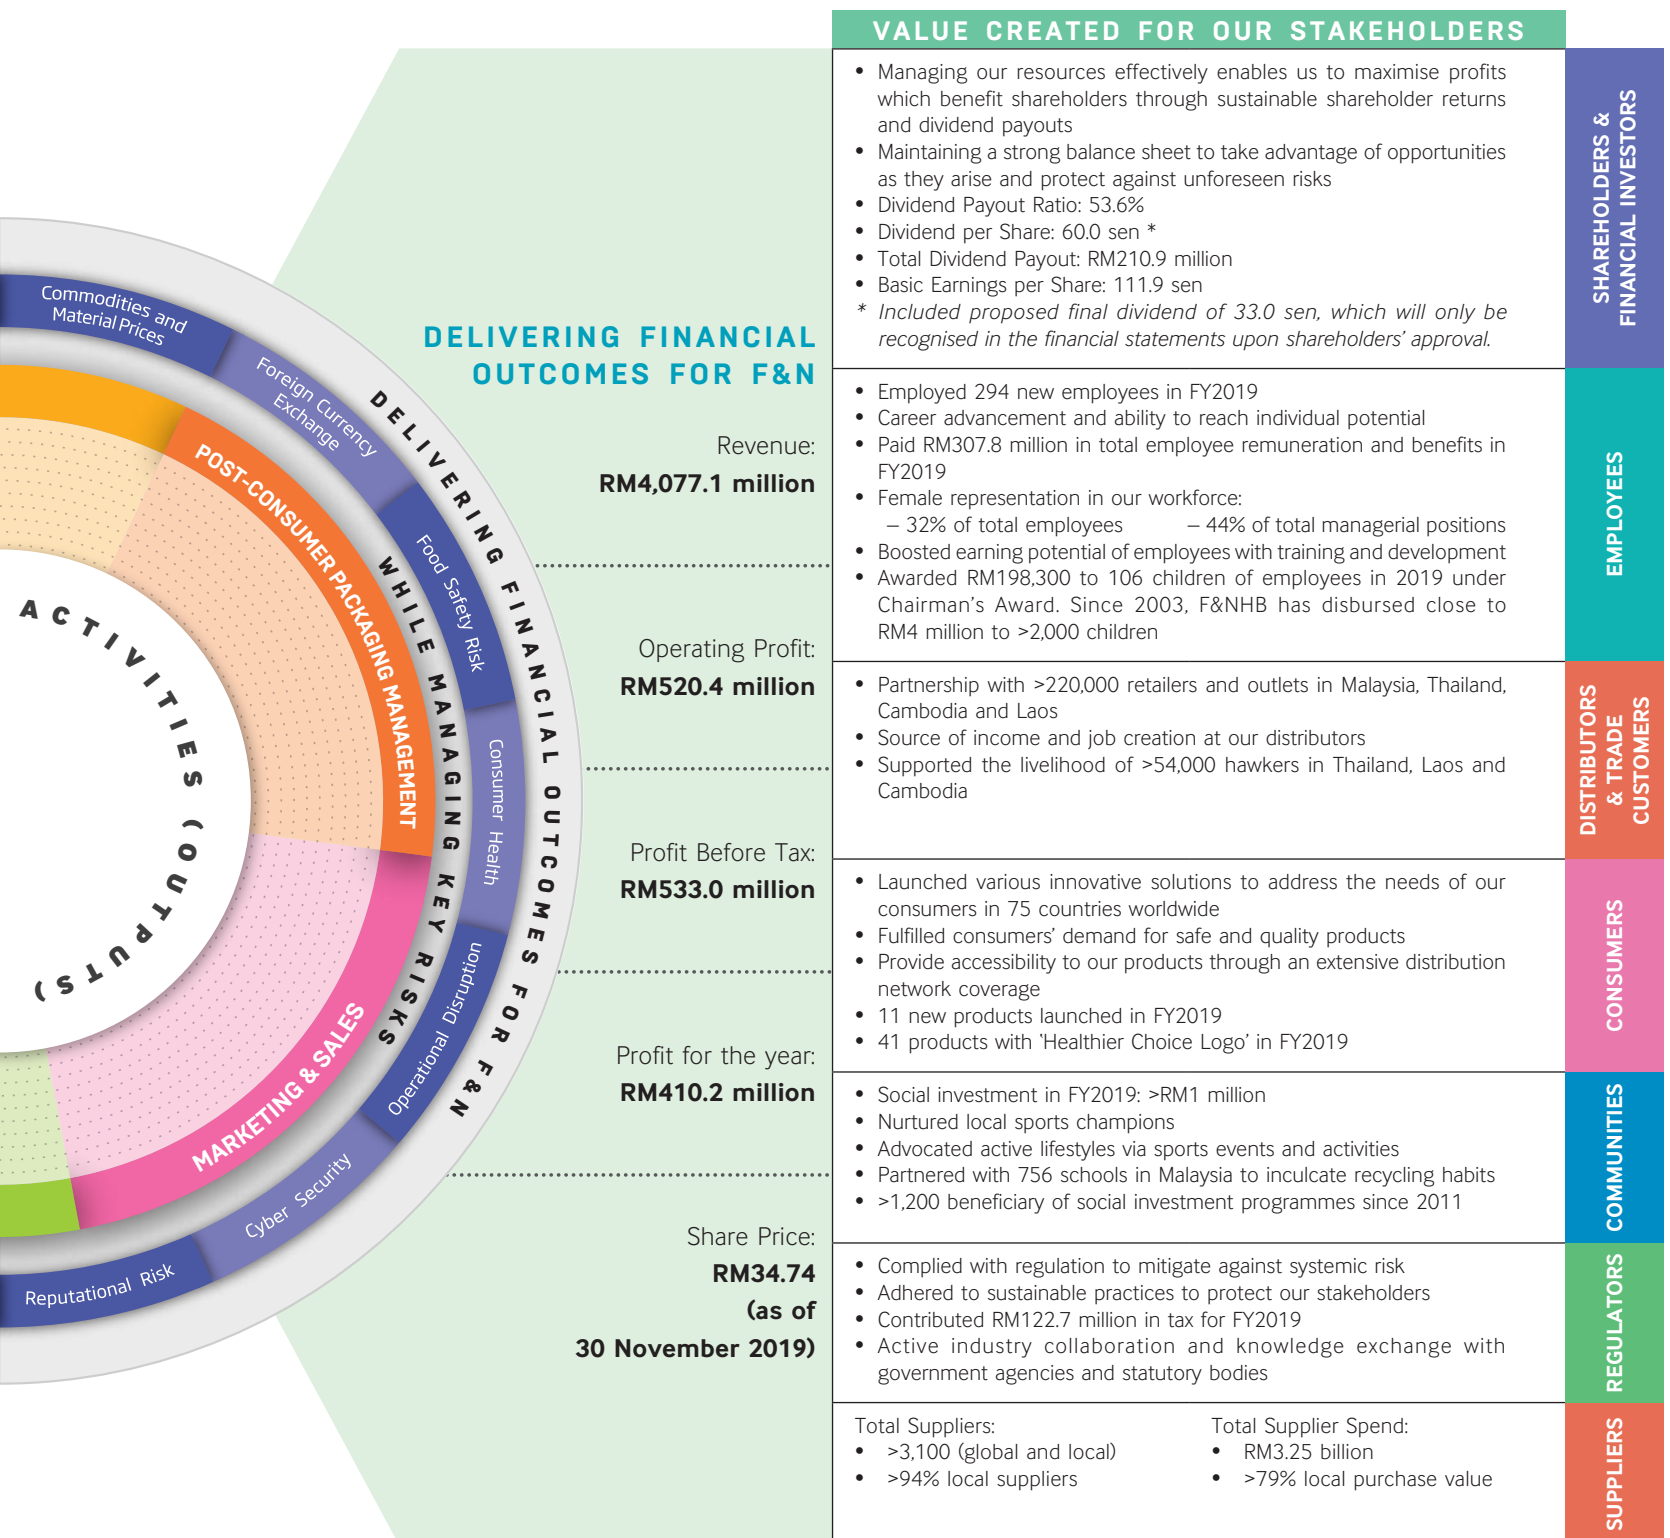 VALUE CREATED FOR OUR STAKEHOLDERS
• Managing our resources effectively enables us to maximise profits
which benefit shareholders through sustainable shareholder returns
and dividend payouts
• Maintaining a strong balance sheet to take advantage of opportunities
as they arise and protect against unforeseen risks
• Dividend Payout Ratio: 53.6%
• Dividend per Share: 60.0 sen *
• Total Dividend Payout: RM210.9 million
• Basic Earnings per Share: 111.9 sen
* Included proposed final dividend of 33.0 sen, which will only be
recognised in the financial statements upon shareholders’ approval.
SHAREHOLDERS &
FINANCIAL INVESTORS
• Employed 294 new employees in FY2019
• Career advancement and ability to reach individual potential
• Paid RM307.8 million in total employee remuneration and benefits in
FY2019
• Female representation in our workforce:
– 32% of total employees – 44% of total managerial positions
• Boosted earning potential of employees with training and development
• Awarded RM198,300 to 106 children of employees in 2019 under
Chairman’s Award. Since 2003, F&NHB has disbursed close to
RM4 million to >2,000 children
EMPLOYEES
• Partnership with >220,000 retailers and outlets in Malaysia, Thailand,
Cambodia and Laos
• Source of income and job creation at our distributors
• Supported the livelihood of >54,000 hawkers in Thailand, Laos and
Cambodia
DISTRIBUTORS
& TRADE
CUSTOMERS
• Launched various innovative solutions to address the needs of our
consumers in 75 countries worldwide
• Fulfilled consumers’ demand for safe and quality products
• Provide accessibility to our products through an extensive distribution
network coverage
• 11 new products launched in FY2019
• 41 products with ‘Healthier Choice Logo’ in FY2019
CONSUMERS
• Social investment in FY2019: >RM1 million
• Nurtured local sports champions
• Advocated active lifestyles via sports events and activities
• Partnered with 756 schools in Malaysia to inculcate recycling habits
• >1,200 beneficiary of social investment programmes since 2011
COMMUNITIES
• Complied with regulation to mitigate against systemic risk
• Adhered to sustainable practices to protect our stakeholders
• Contributed RM122.7 million in tax for FY2019
• Active industry collaboration and knowledge exchange with
government agencies and statutory bodies
REGULATORS
Total Suppliers:
• >3,100 (global and local)
• >94% local suppliers
Total Supplier Spend:
• RM3.25 billion
• >79% local purchase value
SUPPLIERS
DELIVERING FINANCIAL
OUTCOMES FOR F&N
Revenue:
RM4,077.1 million
Operating Profit:
RM520.4 million
Profit Before Tax:
RM533.0 million
Profit for the year:
RM410.2 million
Share Price:
RM34.74
(as of
30 November 2019)
DELIVERING FINANCIAL OUTCOMES FOR F&N
WHILE MANAGING KEY RISKS
Commodities and
Material Prices
Foreign Currency
Exchange
Food Safety Risk
Consumer Health
Operational Disruption
Cyber Security
Reputational Risk
POST-CONSUMER PACKAGING MANAGEMENT
MARKETING & SALES
ACTIVITIES (OUTPUTS)